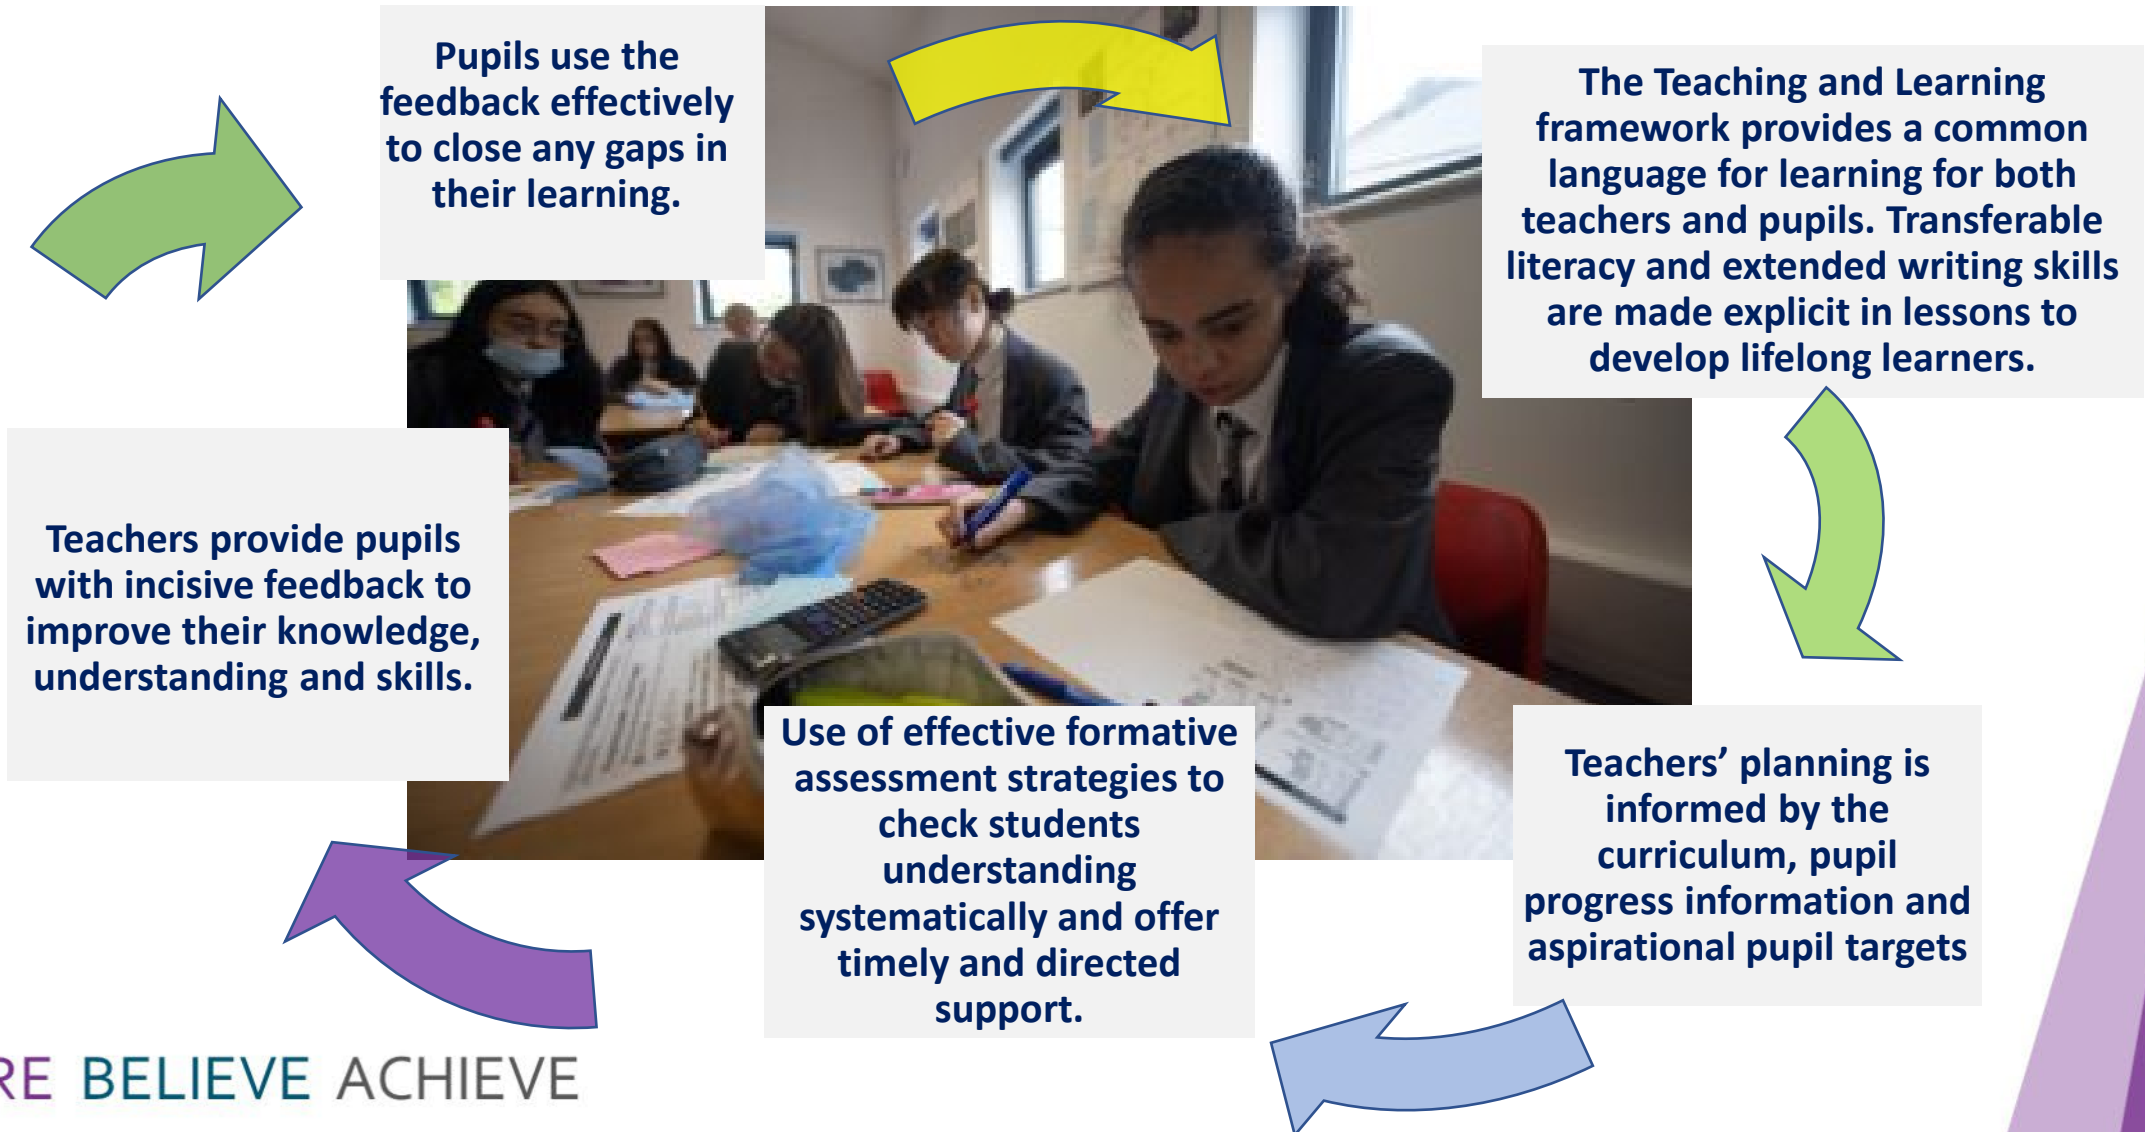 Pupils use the
feedback effectively
to close any gaps in
their learning.
The Teaching and Learning
framework provides a common
language for learning for both
teachers and pupils. Transferable
literacy and extended writing skills
are made explicit in lessons to
develop lifelong learners.
Teachers’ planning is
informed by the
curriculum, pupil
progress information and
aspirational pupil targets
Use of effective formative
assessment strategies to
check students
understanding
systematically and offer
timely and directed
support.
Teachers provide pupils
with incisive feedback to
improve their knowledge,
understanding and skills.
RE BELIEVE ACHIEVE